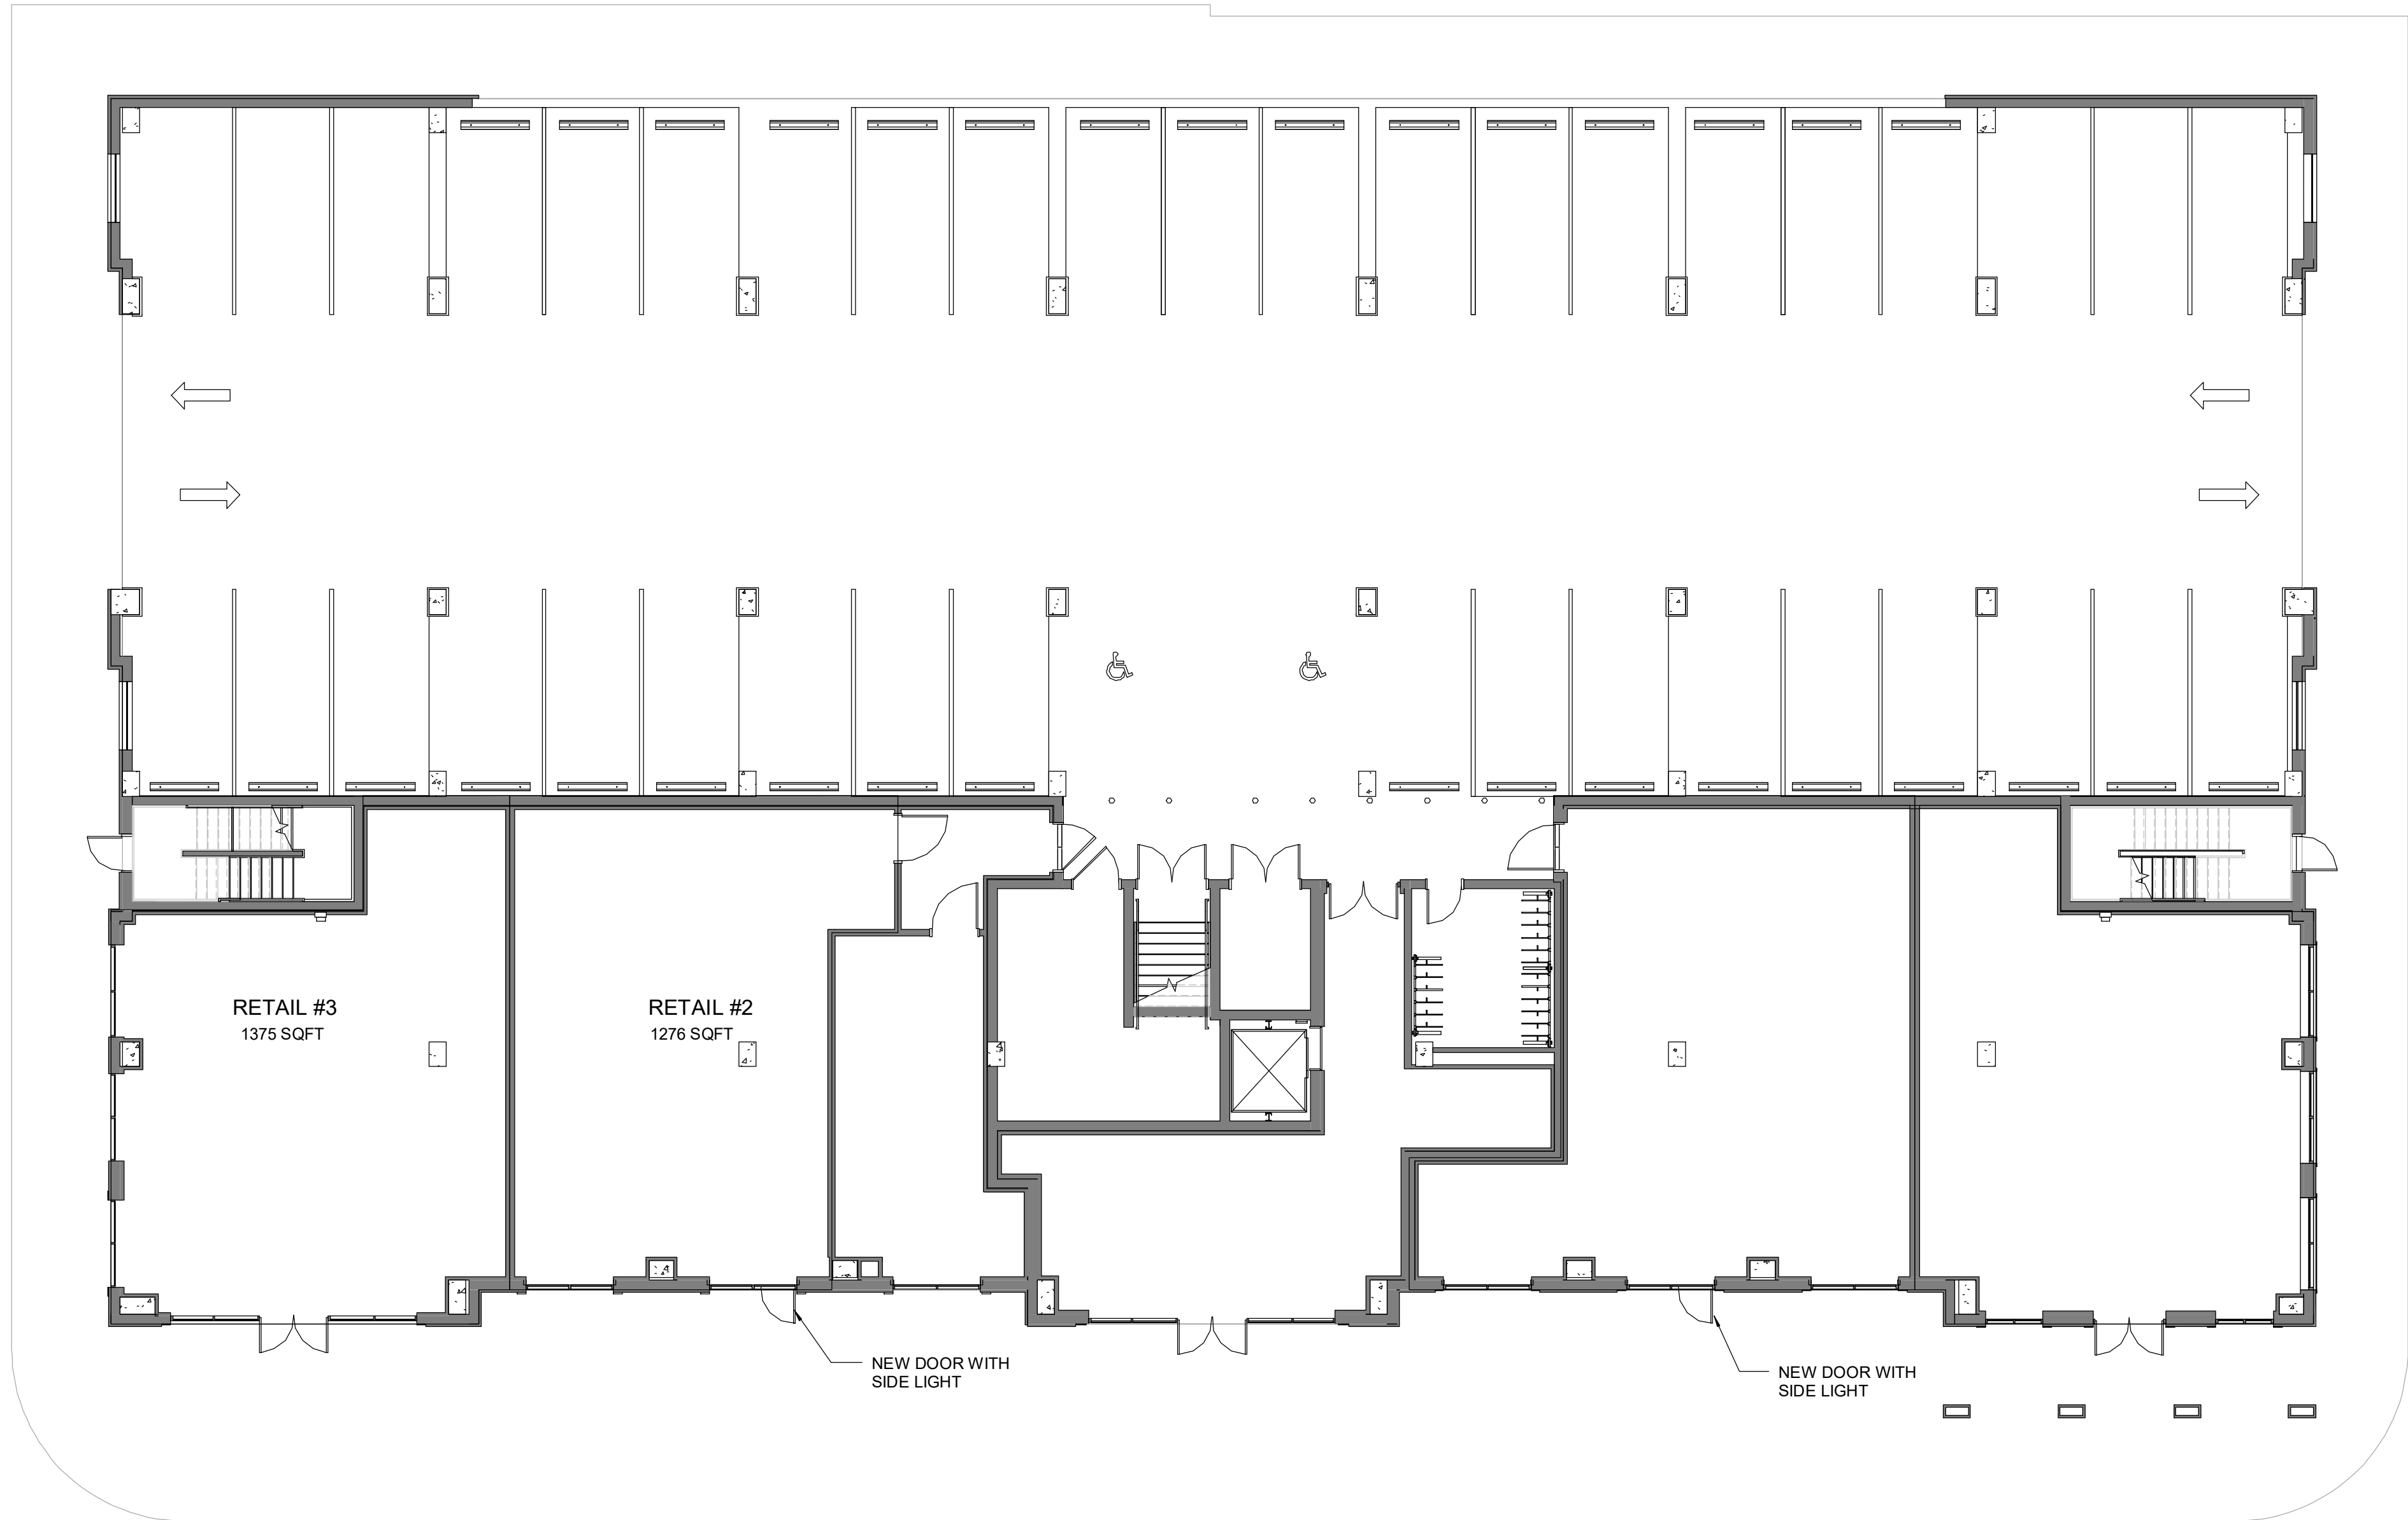 RETAIL #3
1375 SQFT
RETAIL #2
1276 SQFT
NEW DOOR WITH
SIDE LIGHT
NEW DOOR WITH
SIDE LIGHT